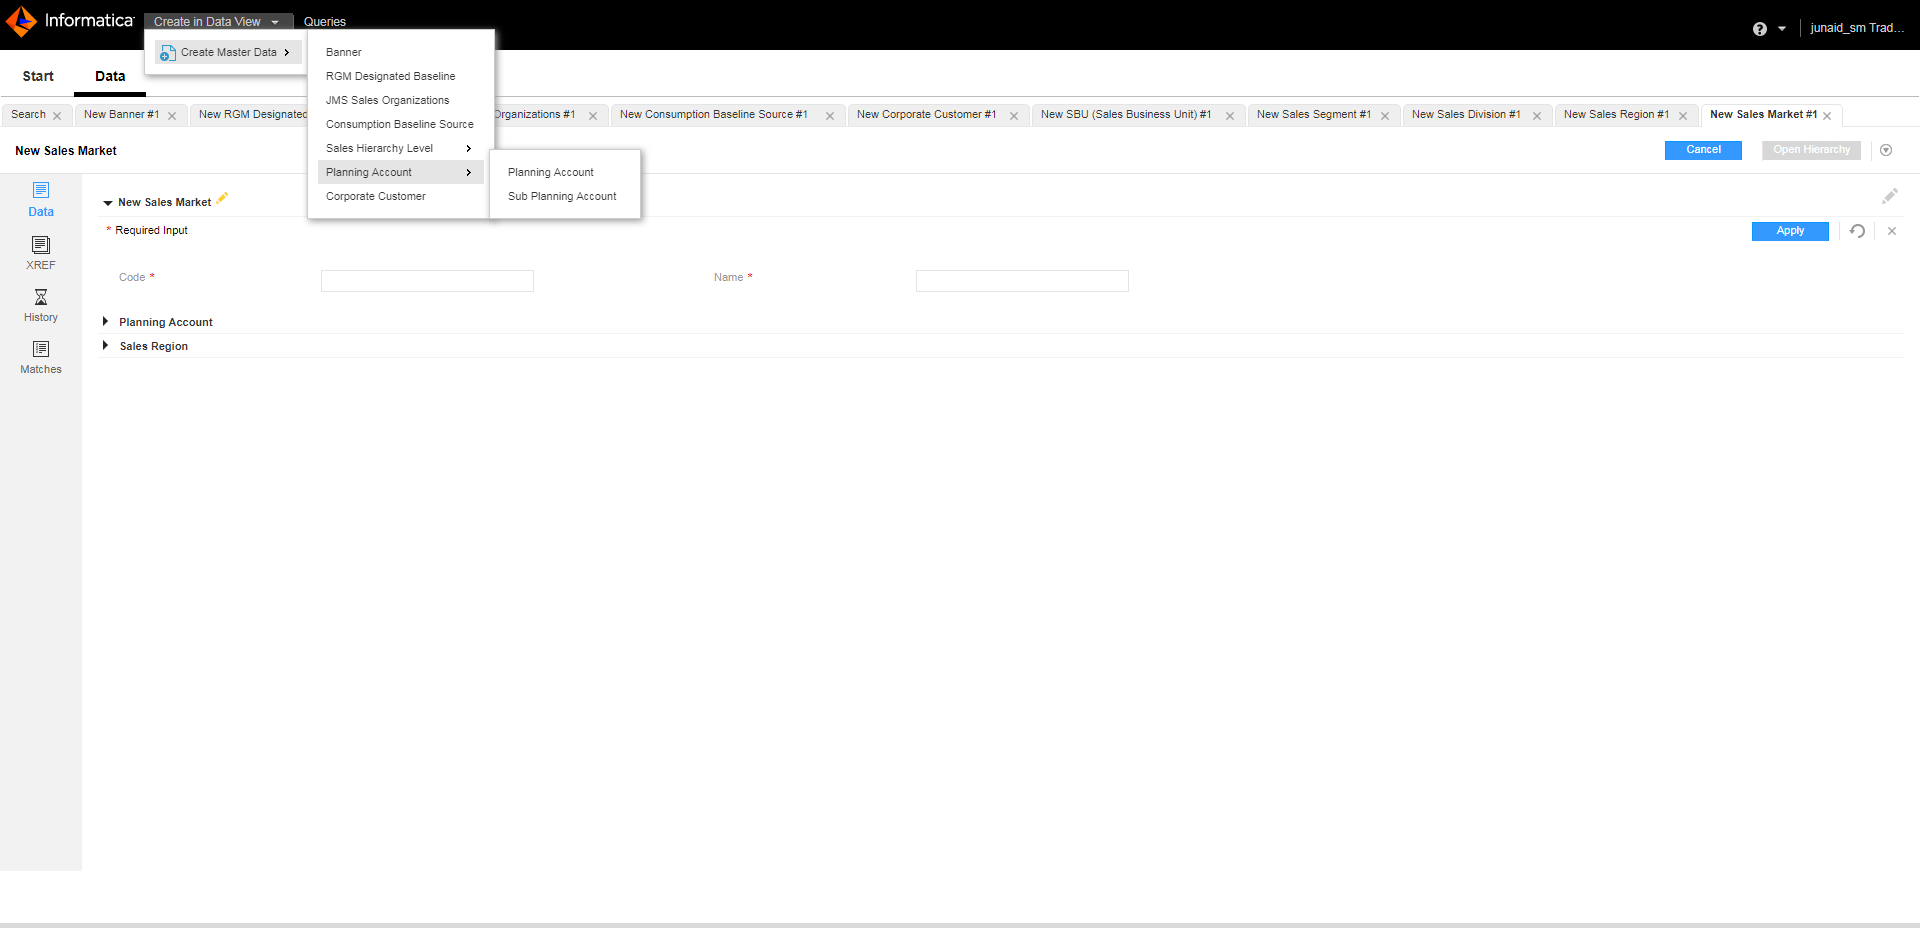 Informatica
Create in Data View
Queries
junaid_sm Trad...
Create Master Data
Banner
RGM Designated Baseline
JMS Sales Organizations
Consumption Baseline Source
Sales Hierarchy Level
Planning Account
Corporate Customer
Planning Account
Sub Planning Account
Start
Data
Search
New Banner #1
New RGM Designated
Organizations #1
New Consumption Baseline Source #1
New Corporate Customer #1
New SBU (Sales Business Unit) #1
New Sales Segment #1
New Sales Division #1
New Sales Region #1
New Sales Market #1
New Sales Market
Cancel
Open Hierarchy
Data
XREF
History
Matches
New Sales Market
* Required Input
Apply
Code *
Name *
Planning Account
Sales Region